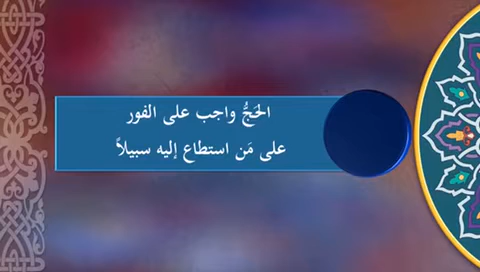 الحَجُّ واجب على الفور
على مَن استطاع إليه سبيلاً